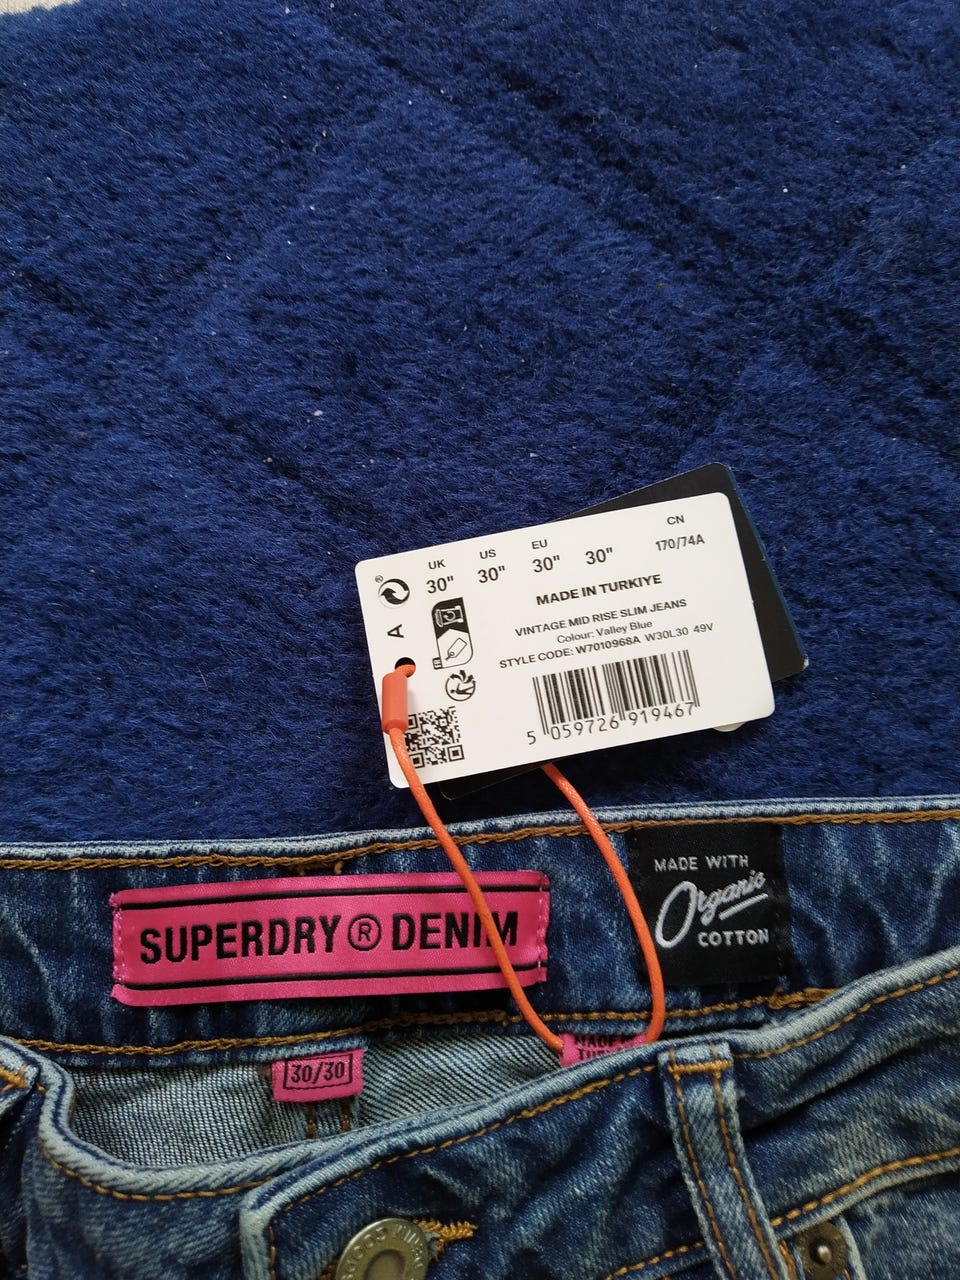 UK US EU CN
30" 30" 30" 30" 170/74A
MADE IN TURKIYE
VINTAGE MID RISE SLIM JEANS
Colour: Valley Blue
STYLE CODE: W7010968A W30L30 49V
A
5 059726 919467
MADE WITH
Organic
COTTON
SUPERDRY ® DENIM
MADE
30/30